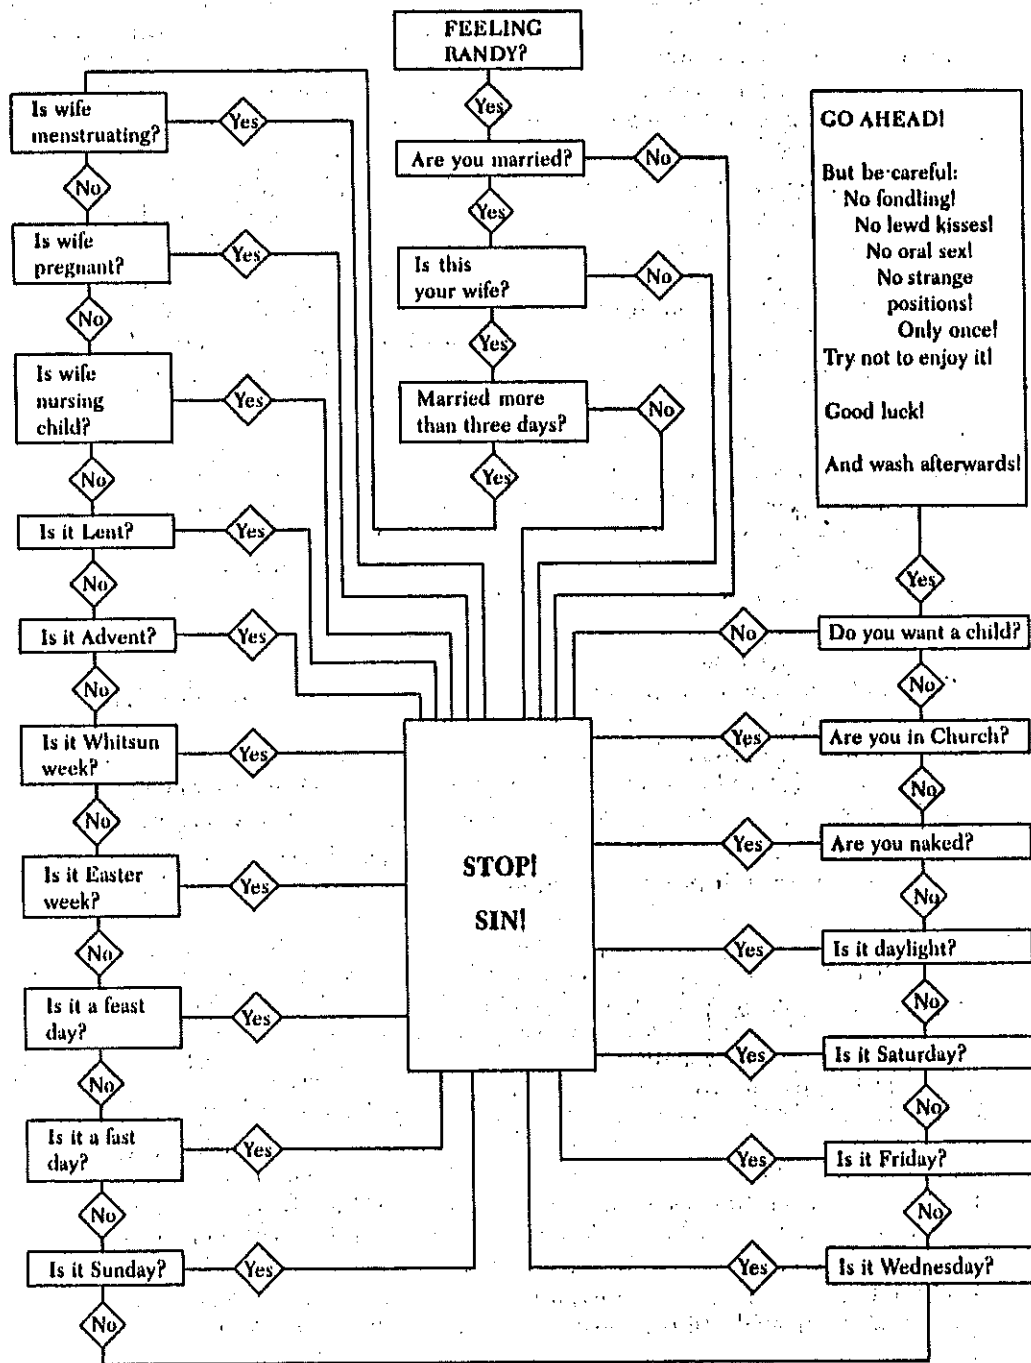 FEELING
RANDY?
Yes
Are you married?
No
Yes
Is this
your wife?
No
Yes
Married more
than three days?
No
Yes
Is wife
menstruating?
Yes
No
Is wife
pregnant?
Yes
No
Is wife
nursing
child?
Yes
No
Is it Lent?
Yes
No
Is it Advent?
Yes
No
Is it Whitsun
week?
Yes
No
Is it Easter
week?
Yes
No
Is it a feast
day?
Yes
No
Is it a fast
day?
Yes
No
Is it Sunday?
Yes
No
STOP!
SIN!
Is it Wednesday?
Yes
No
Is it Friday?
Yes
No
Is it Saturday?
Yes
No
Is it daylight?
Yes
No
Are you naked?
Yes
No
Are you in Church?
Yes
No
Do you want a child?
No
Yes
GO AHEAD!
But be careful:
No fondling!
No lewd kisses!
No oral sex!
No strange
positions!
Only once!
Try not to enjoy it!
Good luck!
And wash afterwards!